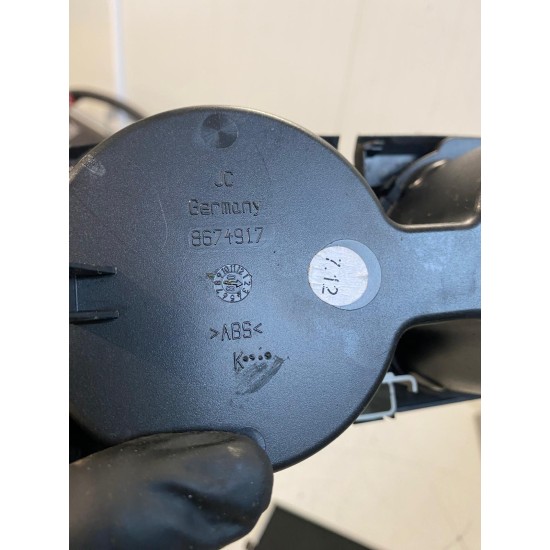 JC
Germany
8674917
>ABS<
K••••
7.12